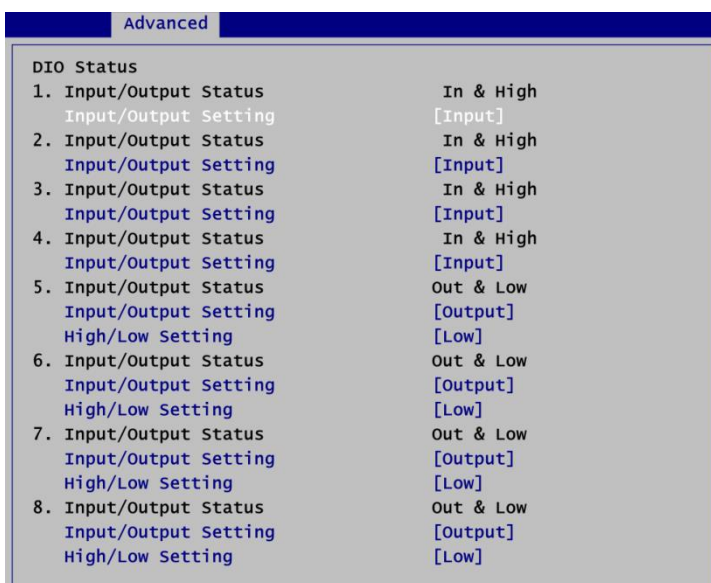 Advanced
DIO Status
1. Input/Output Status In & High
Input/Output Setting [Input]
2. Input/Output Status In & High
Input/Output Setting [Input]
3. Input/Output Status In & High
Input/Output Setting [Input]
4. Input/Output Status In & High
Input/Output Setting [Input]
5. Input/Output Status Out & Low
Input/Output Setting [Output]
High/Low Setting [Low]
6. Input/Output Status Out & Low
Input/Output Setting [Output]
High/Low Setting [Low]
7. Input/Output Status Out & Low
Input/Output Setting [Output]
High/Low Setting [Low]
8. Input/Output Status Out & Low
Input/Output Setting [Output]
High/Low Setting [Low]